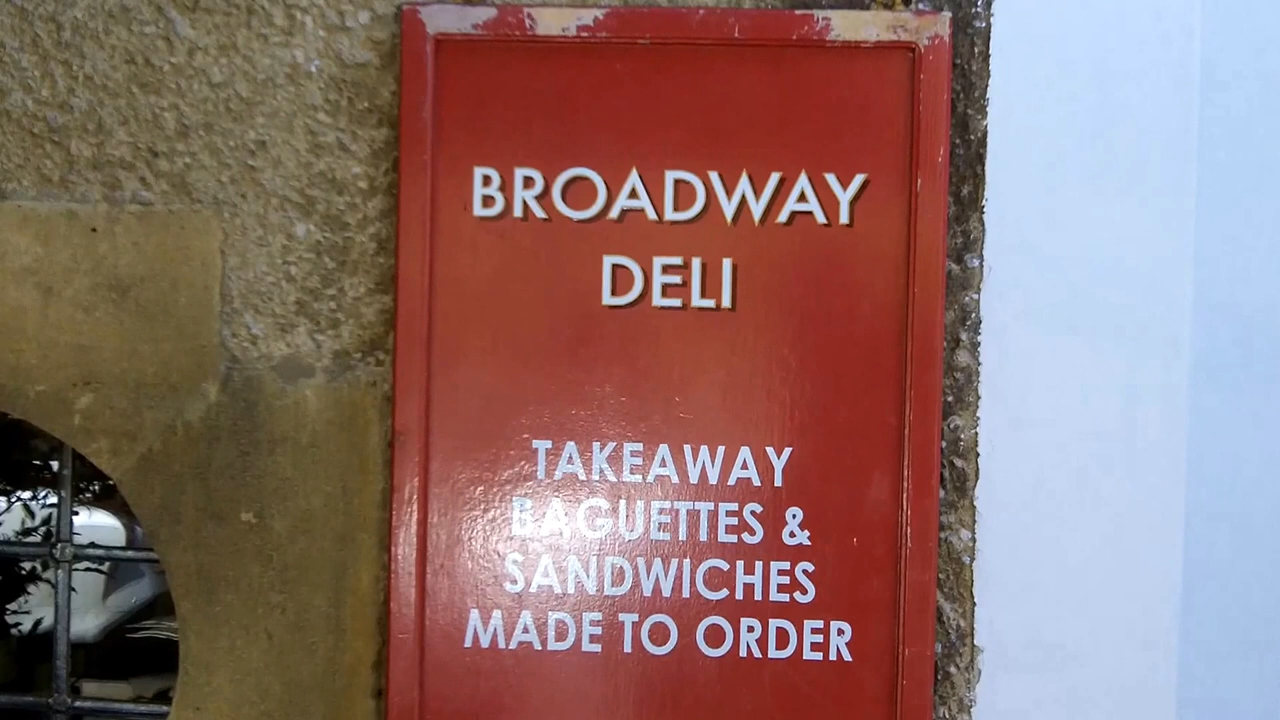 BROADWAY
DELI
TAKEAWAY
BAGUETTES &
SANDWICHES
MADE TO ORDER